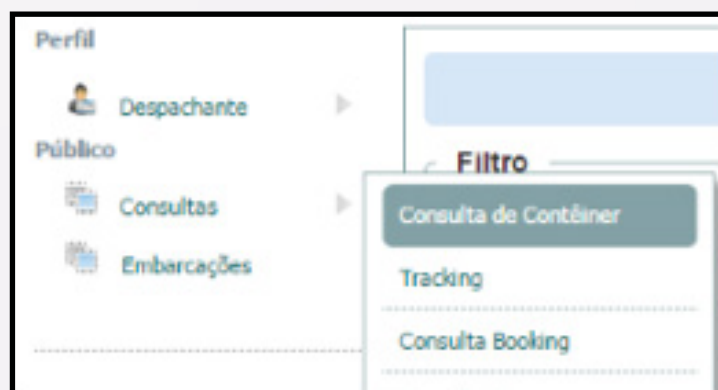 Perfil
Despachante
Público
Filtro
Consultas
Consulta de Contêiner
Embarcações
Tracking
Consulta Booking